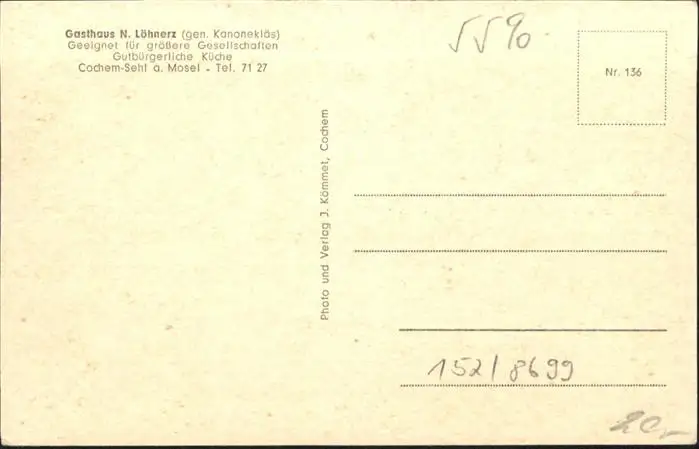 Gasthaus N. Löhnerz (gen. Kanonekläs)
Geeignet für größere Gesellschaften
Gutbürgerliche Küche
Cochem-Sehl a. Mosel - Tel. 71 27
Nr. 136
Photo und Verlag J. Kömmet, Cochem
152/8699